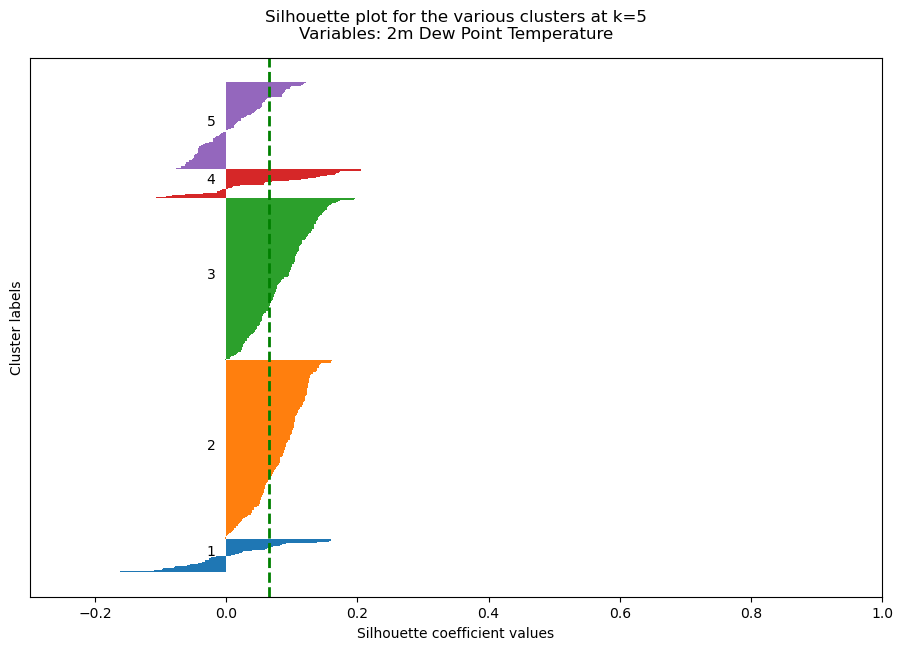 Silhouette plot for the various clusters at k=5
Variables: 2m Dew Point Temperature
Cluster labels
5
4
3
2
1
−0.2 0.0 0.2 0.4 0.6 0.8 1.0
Silhouette coefficient values